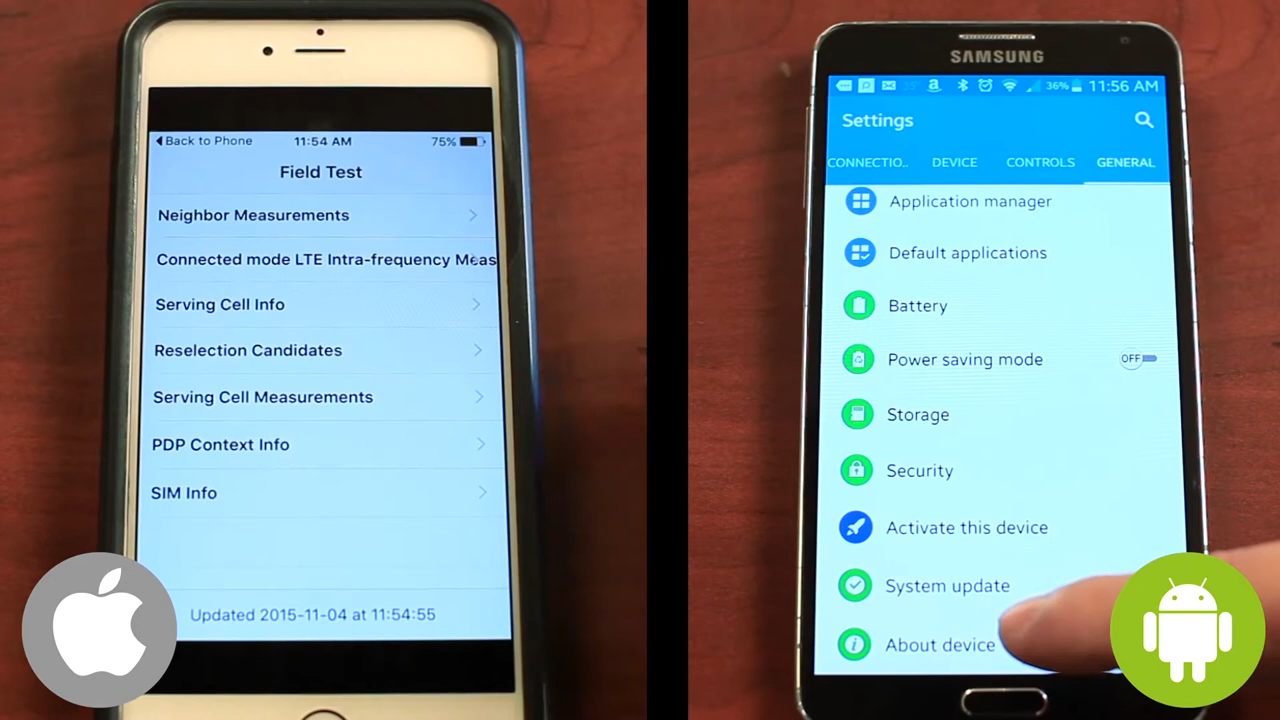 Back to Phone 11:54 AM 75%
Field Test
Neighbor Measurements
Connected mode LTE Intra-frequency Meas
Serving Cell Info
Reselection Candidates
Serving Cell Measurements
PDP Context Info
SIM Info
Updated 2015-11-04 at 11:54:55
SAMSUNG
36% 11:56 AM
Settings
CONNECTIO.. DEVICE CONTROLS GENERAL
Application manager
Default applications
Battery
Power saving mode OFF
Storage
Security
Activate this device
System update
About device